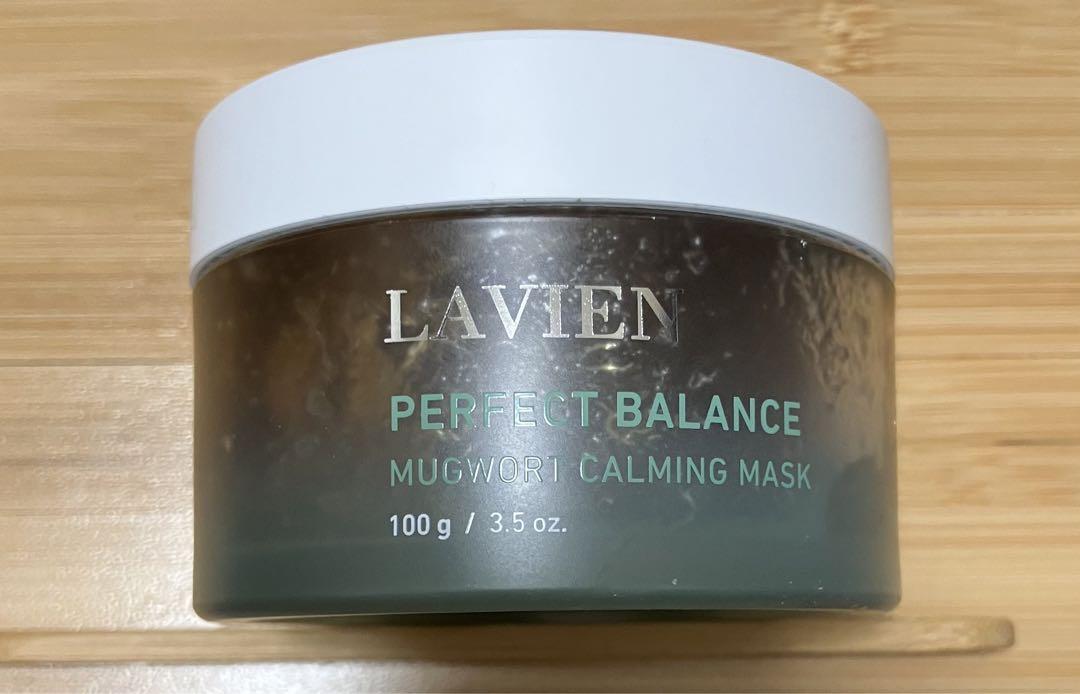 LAVIEN
PERFECT BALANCE
MUGWORT CALMING MASK
100 g / 3.5 oz.